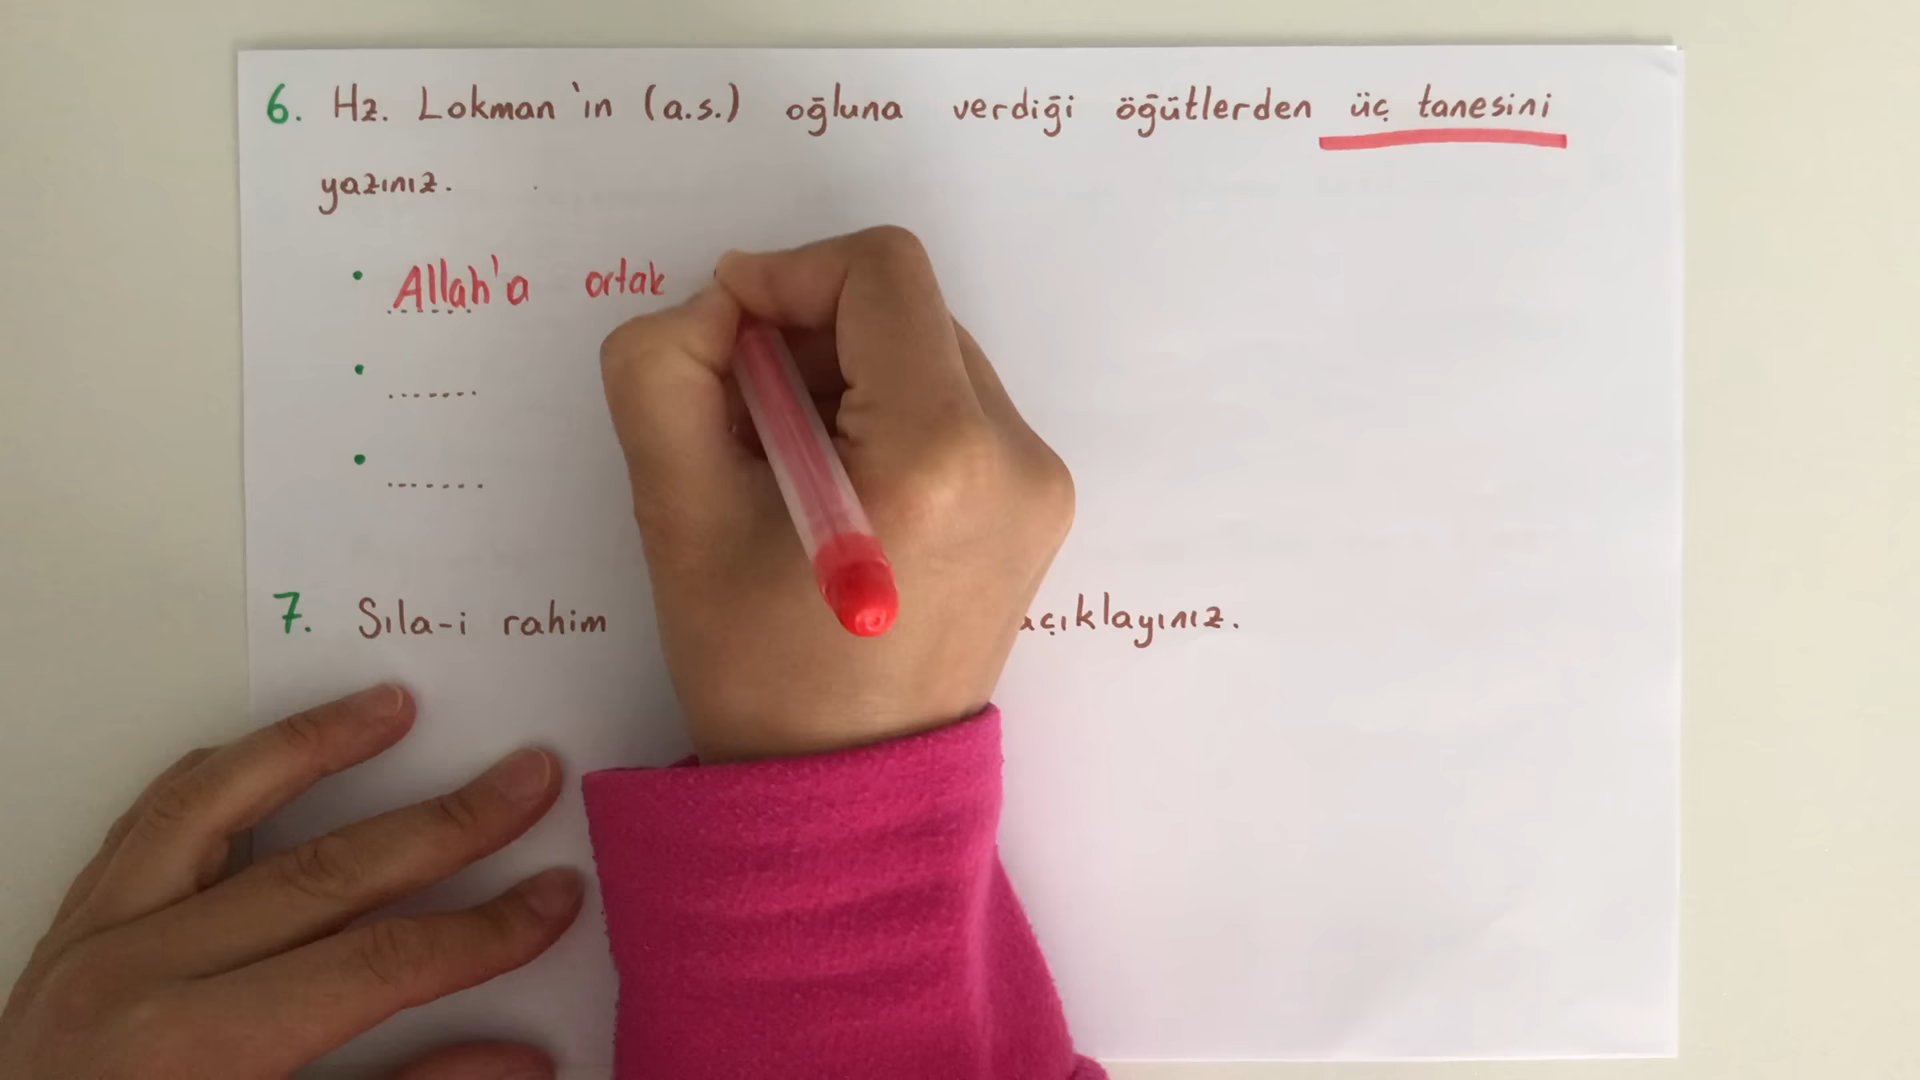 6. Hz. Lokman'ın (a.s.) oğluna verdiği öğütlerden üç tanesini
yazınız.
• Allah'a ortak
• .......
• .......
7. Sıla-i rahim açıklayınız.